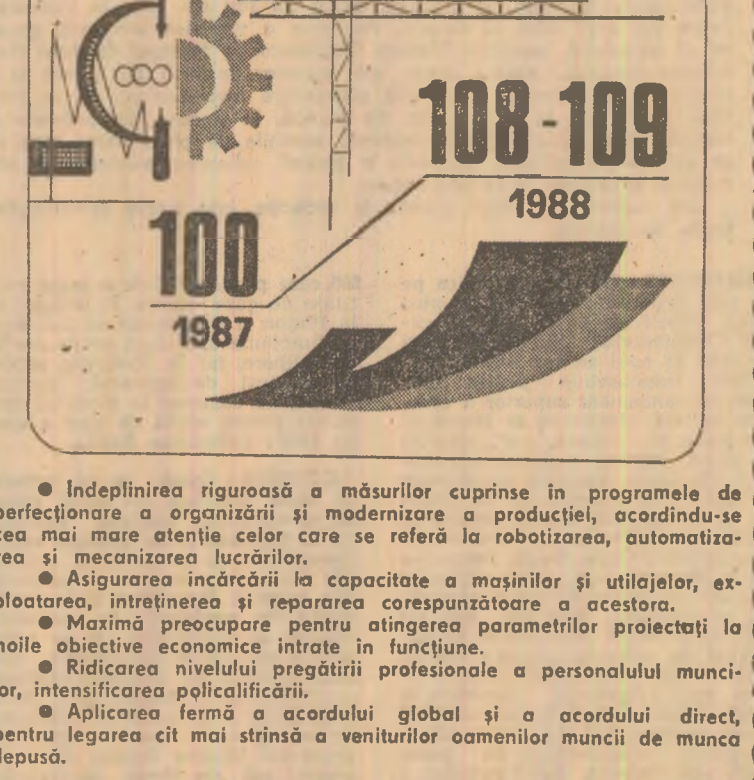 108-109
1988
100
1987
● Îndeplinirea riguroasă a măsurilor cuprinse în programele de
perfecționare a organizării și modernizare a producției, acordîndu-se
cea mai mare atenție celor care se referă la robotizarea, automatiza-
rea și mecanizarea lucrărilor.
● Asigurarea încărcării la capacitate a mașinilor și utilajelor, ex-
ploatarea, întreținerea și repararea corespunzătoare a acestora.
● Maximă preocupare pentru atingerea parametrilor proiectați la
noile obiective economice intrate în funcțiune.
● Ridicarea nivelului pregătirii profesionale a personalului munci-
tor, intensificarea policalificării.
● Aplicarea fermă a acordului global și a acordului direct,
pentru legarea cît mai strînsă a veniturilor oamenilor muncii de munca
depusă.